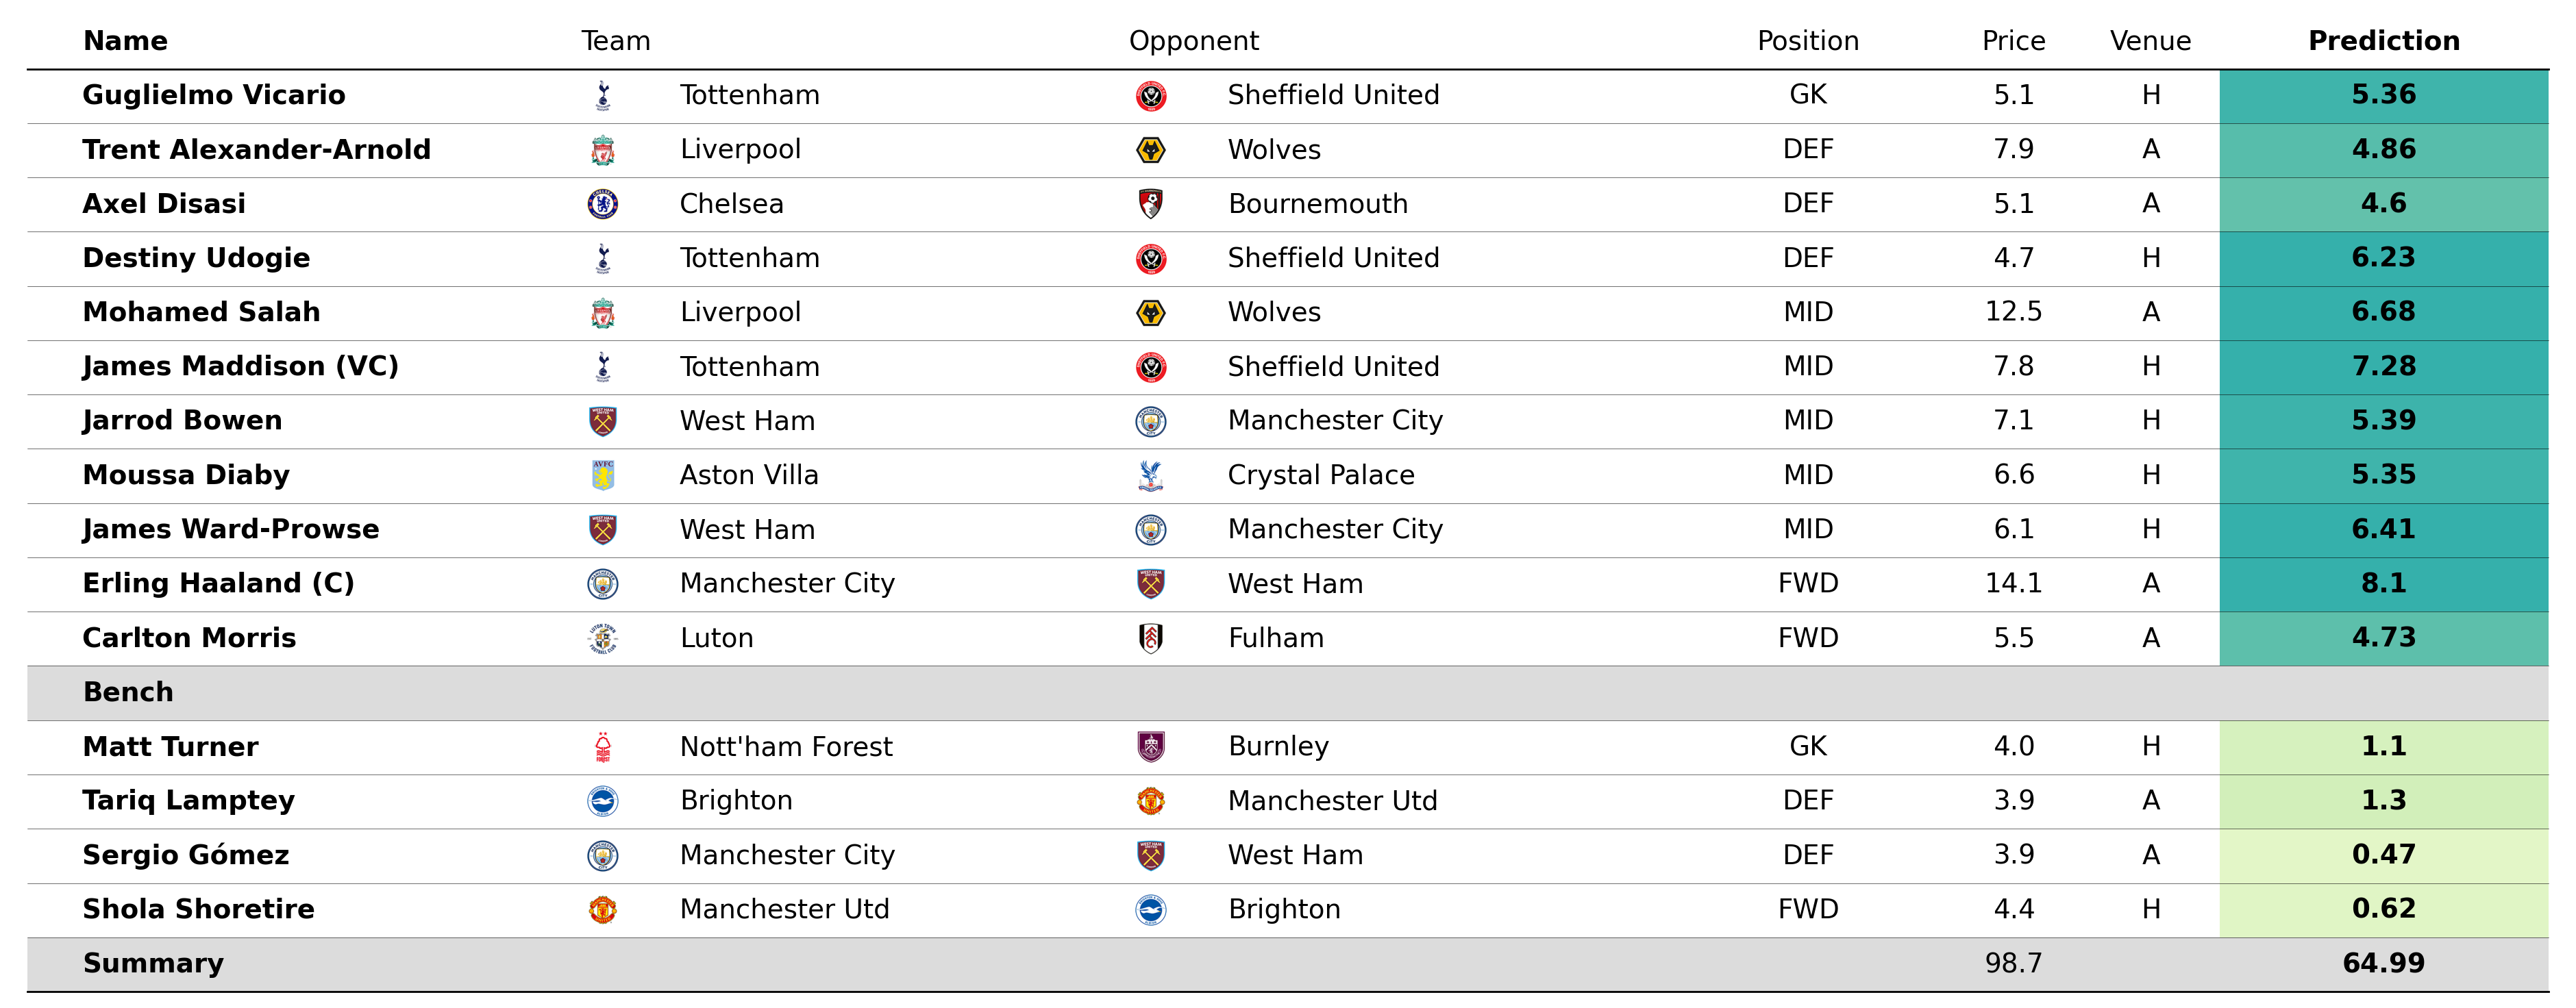 Name Team Opponent Position Price Venue Prediction
Guglielmo Vicario Tottenham Sheffield United GK 5.1 H 5.36
Trent Alexander-Arnold Liverpool Wolves DEF 7.9 A 4.86
Axel Disasi Chelsea Bournemouth DEF 5.1 A 4.6
Destiny Udogie Tottenham Sheffield United DEF 4.7 H 6.23
Mohamed Salah Liverpool Wolves MID 12.5 A 6.68
James Maddison (VC) Tottenham Sheffield United MID 7.8 H 7.28
Jarrod Bowen West Ham Manchester City MID 7.1 H 5.39
Moussa Diaby Aston Villa Crystal Palace MID 6.6 H 5.35
James Ward-Prowse West Ham Manchester City MID 6.1 H 6.41
Erling Haaland (C) Manchester City West Ham FWD 14.1 A 8.1
Carlton Morris Luton Fulham FWD 5.5 A 4.73
Bench
Matt Turner Nott'ham Forest Burnley GK 4.0 H 1.1
Tariq Lamptey Brighton Manchester Utd DEF 3.9 A 1.3
Sergio Gómez Manchester City West Ham DEF 3.9 A 0.47
Shola Shoretire Manchester Utd Brighton FWD 4.4 H 0.62
Summary 98.7 64.99